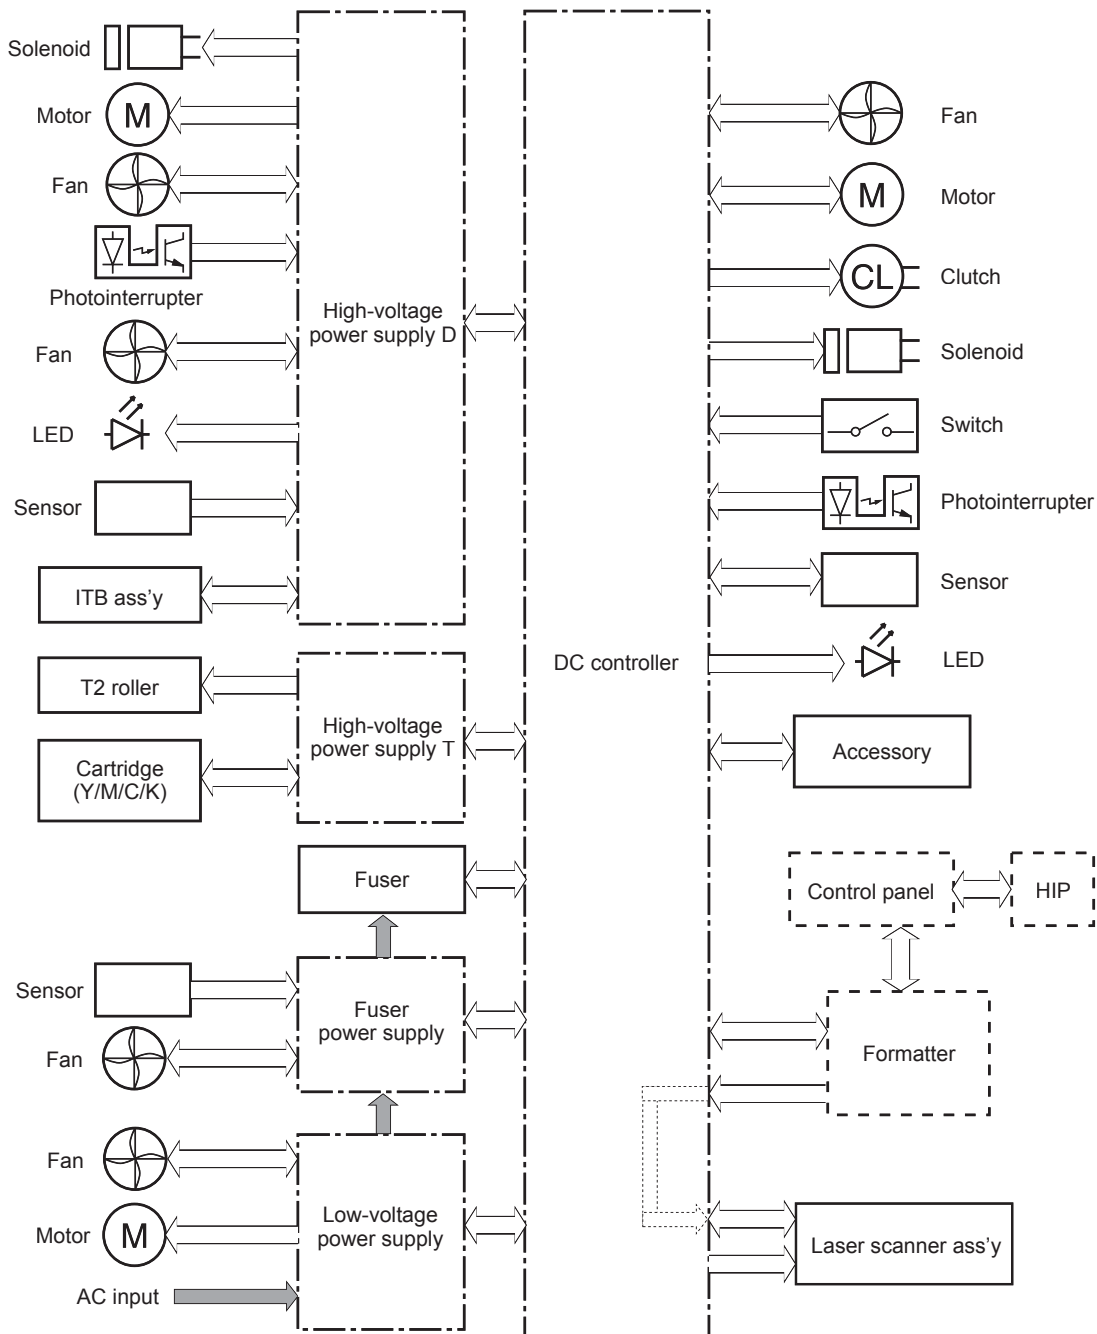 Solenoid
Motor
M
Fan
Photointerrupter
Fan
LED
Sensor
ITB ass'y
T2 roller
Cartridge
(Y/M/C/K)
Sensor
Fan
Fan
Motor
M
AC input
High-voltage
power supply D
High-voltage
power supply T
Fuser
Fuser
power supply
Low-voltage
power supply
DC controller
Fan
M
Motor
CL
Clutch
Solenoid
Switch
Photointerrupter
Sensor
LED
Accessory
Control panel
HIP
Formatter
Laser scanner ass'y